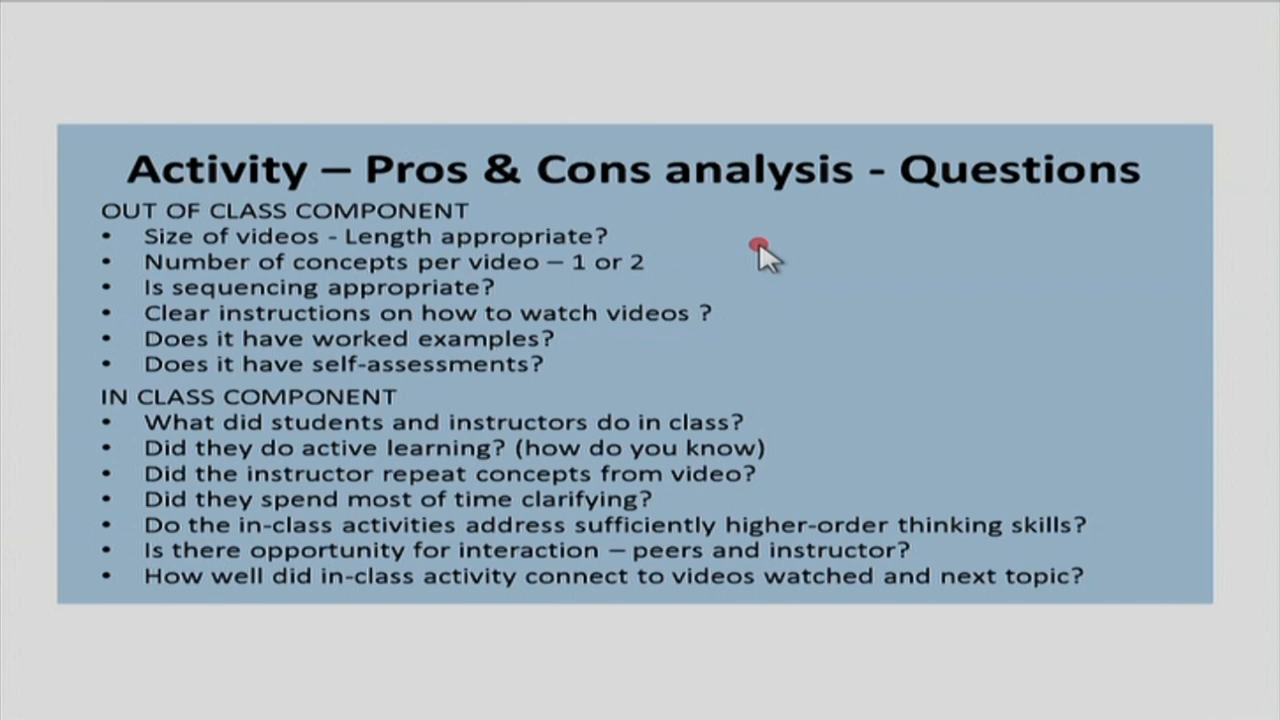 Activity – Pros & Cons analysis - Questions
OUT OF CLASS COMPONENT
• Size of videos - Length appropriate?
• Number of concepts per video – 1 or 2
• Is sequencing appropriate?
• Clear instructions on how to watch videos ?
• Does it have worked examples?
• Does it have self-assessments?
IN CLASS COMPONENT
• What did students and instructors do in class?
• Did they do active learning? (how do you know)
• Did the instructor repeat concepts from video?
• Did they spend most of time clarifying?
• Do the in-class activities address sufficiently higher-order thinking skills?
• Is there opportunity for interaction – peers and instructor?
• How well did in-class activity connect to videos watched and next topic?